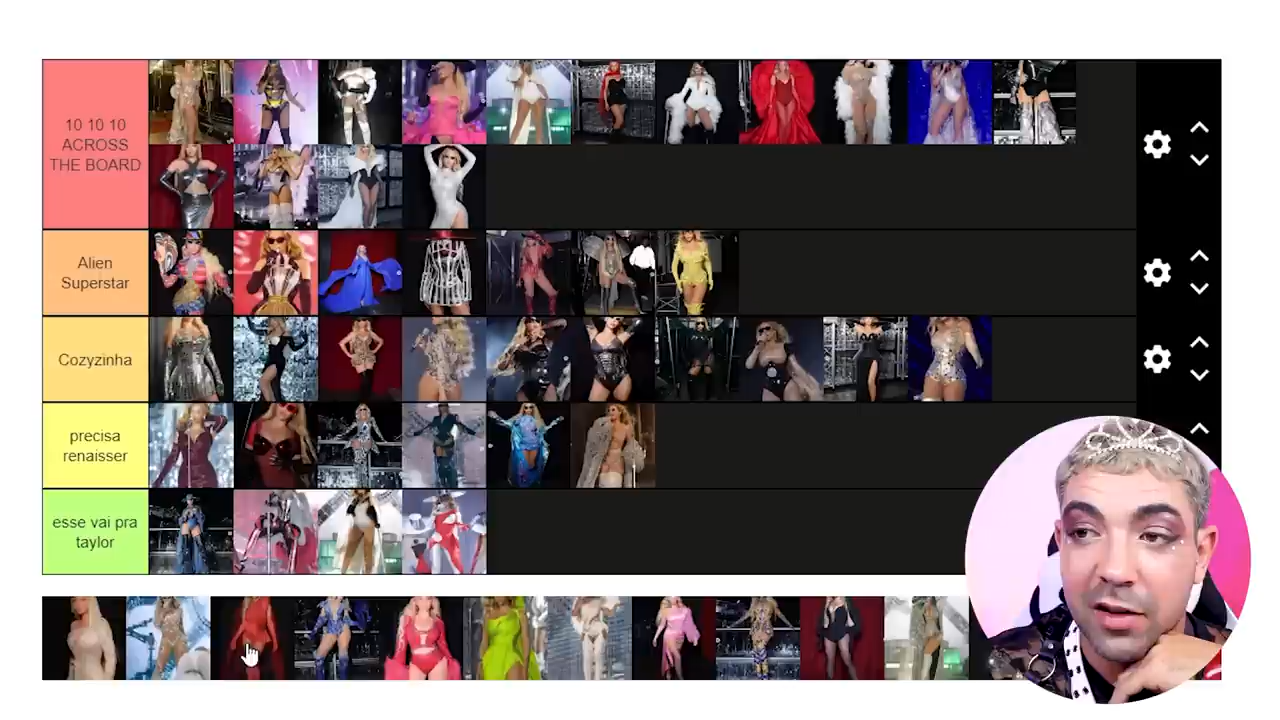 10 10 10
ACROSS
THE BOARD
Alien
Superstar
Cozyzinha
precisa
renaisser
esse vai pra
taylor